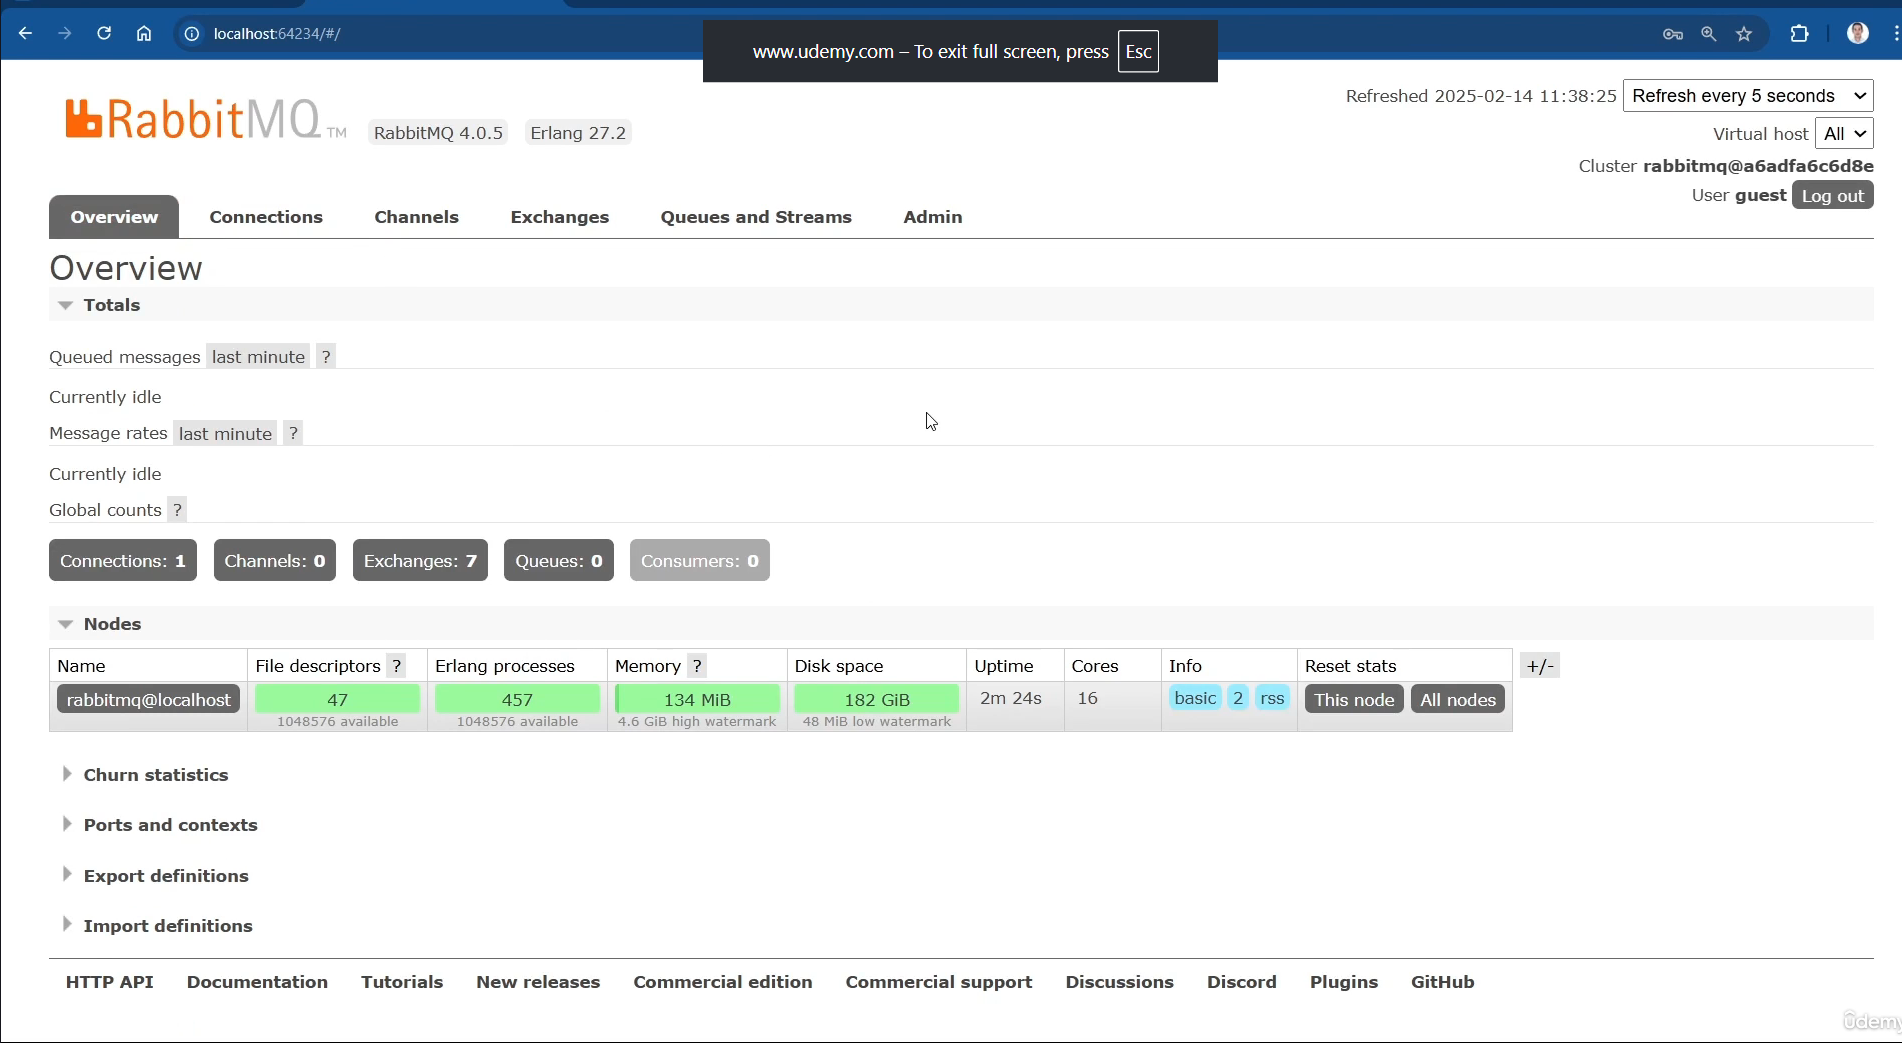 localhost:64234/#/
www.udemy.com – To exit full screen, press Esc
RabbitMQ TM RabbitMQ 4.0.5 Erlang 27.2
Refreshed 2025-02-14 11:38:25 Refresh every 5 seconds
Virtual host All
Cluster rabbitmq@a6adfa6c6d8e
User guest Log out
Overview Connections Channels Exchanges Queues and Streams Admin
Overview
Totals
Queued messages last minute ?
Currently idle
Message rates last minute ?
Currently idle
Global counts ?
Connections: 1 Channels: 0 Exchanges: 7 Queues: 0 Consumers: 0
Nodes
Name File descriptors ? Erlang processes Memory ? Disk space Uptime Cores Info Reset stats +/-
rabbitmq@localhost 47 457 134 MiB 182 GiB 2m 24s 16 basic 2 rss This node All nodes
1048576 available 1048576 available 4.6 GiB high watermark 48 MiB low watermark
Churn statistics
Ports and contexts
Export definitions
Import definitions
HTTP API Documentation Tutorials New releases Commercial edition Commercial support Discussions Discord Plugins GitHub
udemy